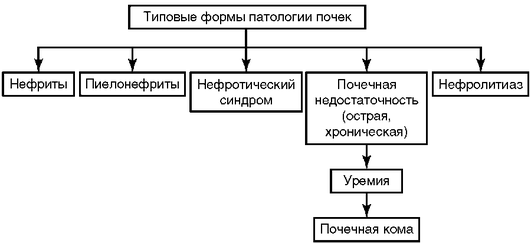 Типовые формы патологии почек
Нефриты
Пиелонефриты
Нефротический
синдром
Почечная
недостаточность
(острая,
хроническая)
Нефролитиаз
Уремия
Почечная кома